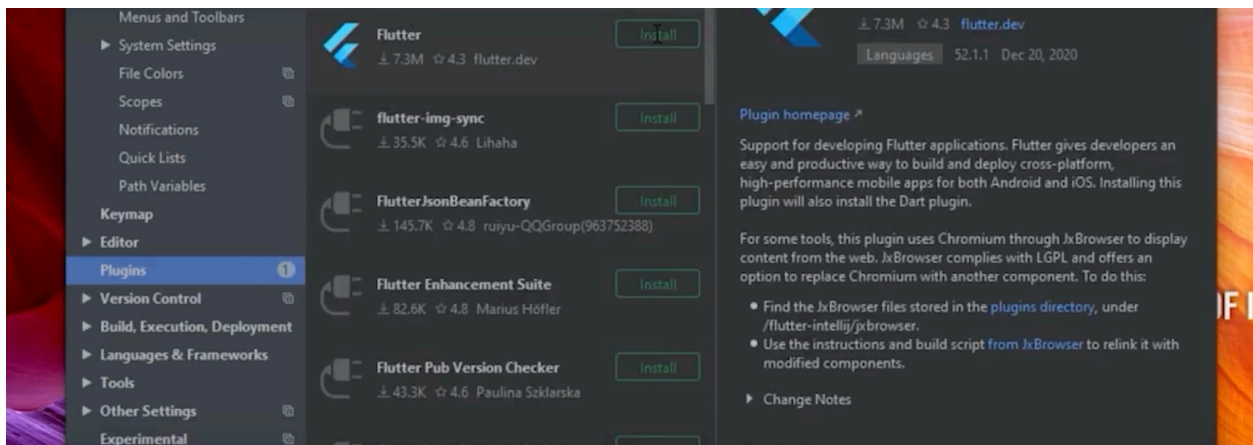 Menus and Toolbars
System Settings
File Colors
Scopes
Notifications
Quick Lists
Path Variables
Keymap
Editor
Plugins 1
Version Control
Build, Execution, Deployment
Languages & Frameworks
Tools
Other Settings
Experimental
Flutter Install
7.3M 4.3 flutter.dev
flutter-img-sync Install
35.5K 4.6 Lihaha
FlutterJsonBeanFactory Install
145.7K 4.8 ruiyu-QQGroup(963752388)
Flutter Enhancement Suite Install
82.6K 4.8 Marius Höfler
Flutter Pub Version Checker Install
43.3K 4.6 Paulina Szklarska
7.3M 4.3 flutter.dev
Languages 52.1.1 Dec 20, 2020
Plugin homepage
Support for developing Flutter applications. Flutter gives developers an
easy and productive way to build and deploy cross-platform,
high-performance mobile apps for both Android and iOS. Installing this
plugin will also install the Dart plugin.
For some tools, this plugin uses Chromium through JxBrowser to display
content from the web. JxBrowser complies with LGPL and offers an
option to replace Chromium with another component. To do this:
Find the JxBrowser files stored in the plugins directory, under
/flutter-intellij/jxbrowser.
Use the instructions and build script from JxBrowser to relink it with
modified components.
Change Notes